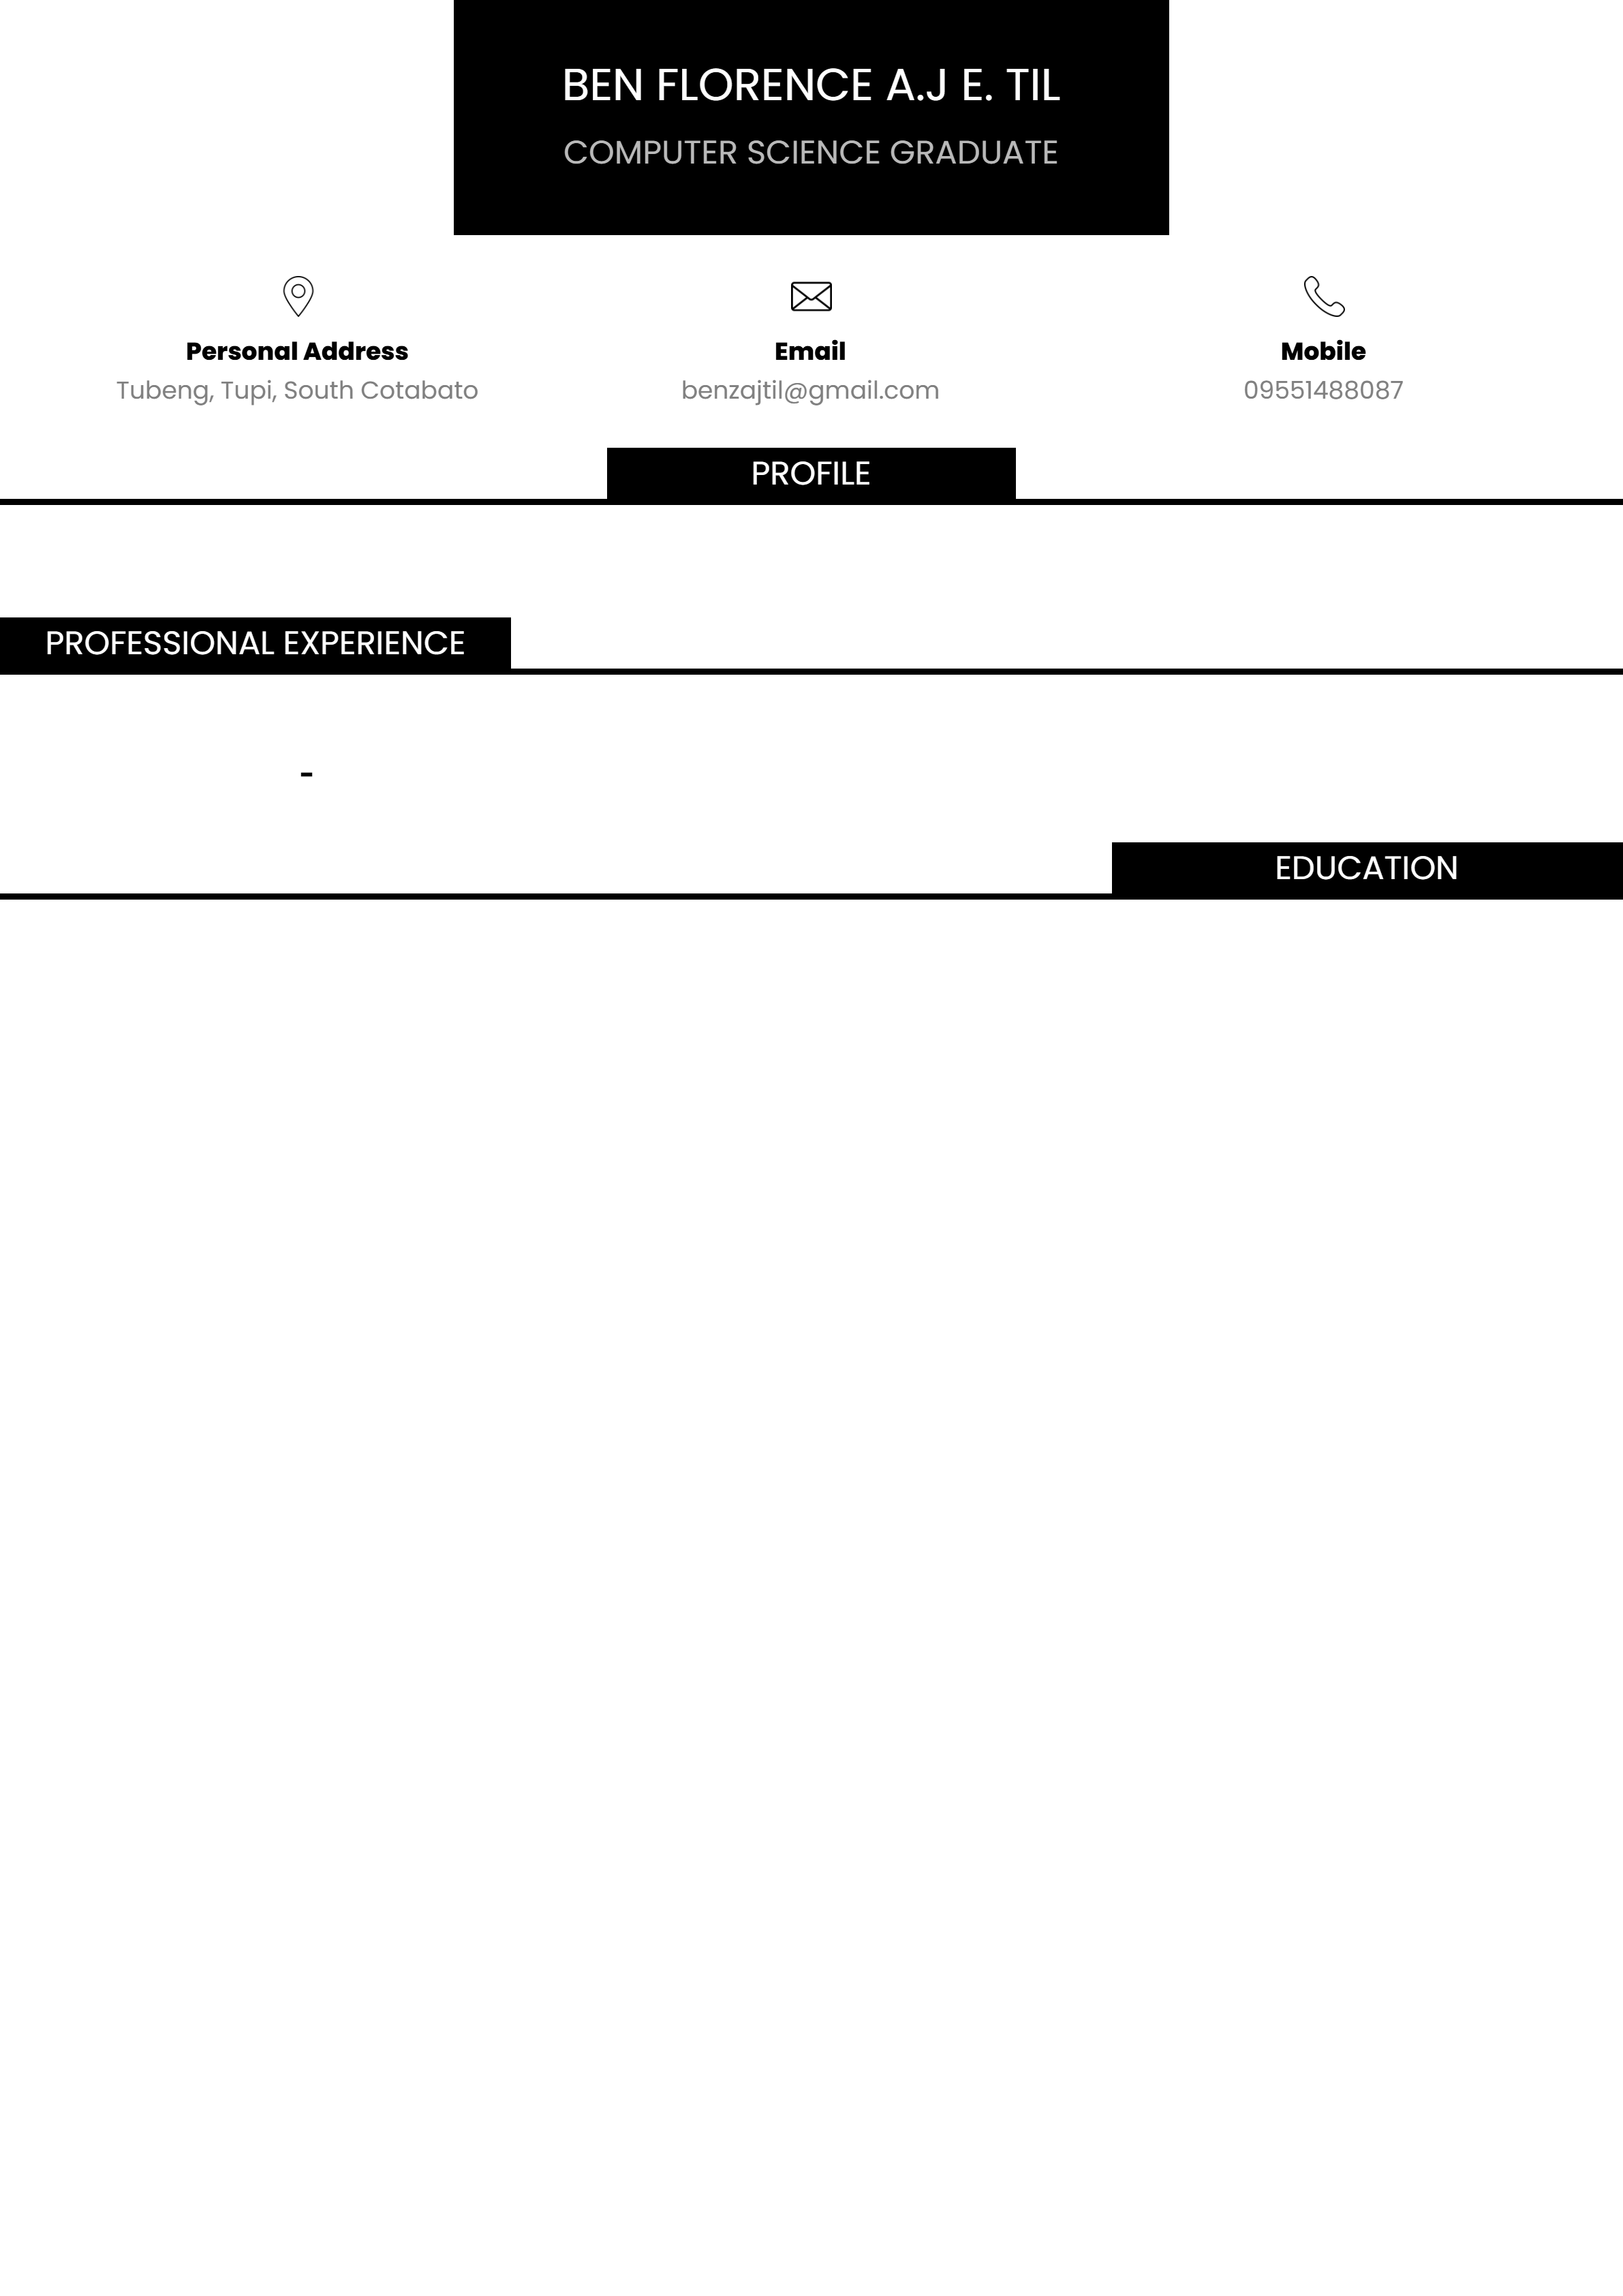 BEN FLORENCE A.J E. TIL
COMPUTER SCIENCE GRADUATE
Personal Address
Tubeng, Tupi, South Cotabato
Email
benzajtil@gmail.com
Mobile
09551488087
PROFILE
PROFESSIONAL EXPERIENCE
-
EDUCATION